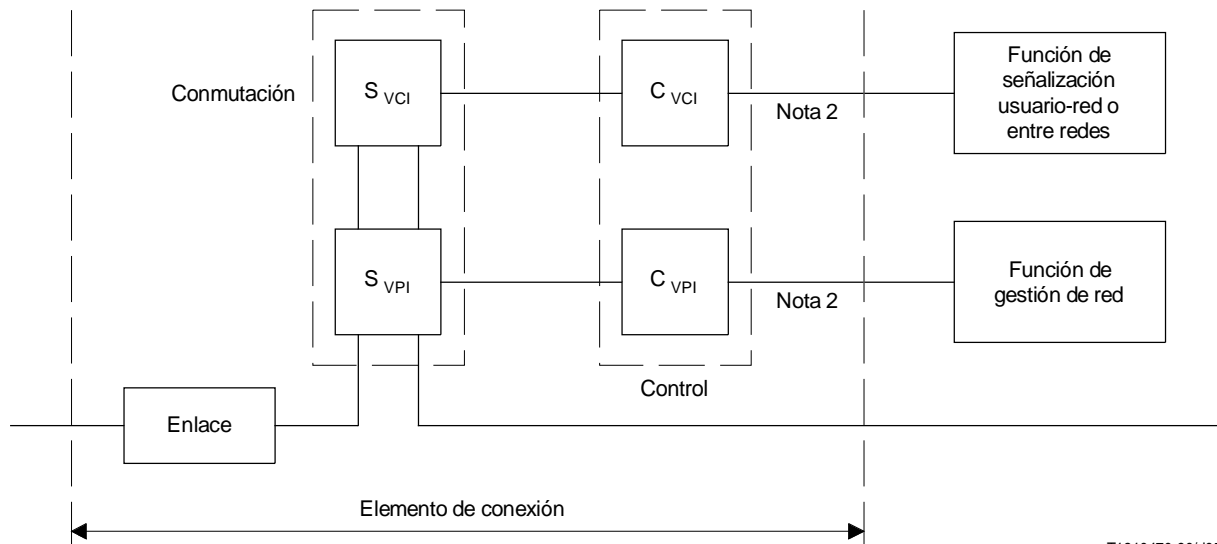 Conmutación
S VCI
C VCI
Nota 2
Función de
señalización
usuario-red o
entre redes
S VPI
C VPI
Nota 2
Función de
gestión de red
Control
Enlace
Elemento de conexión